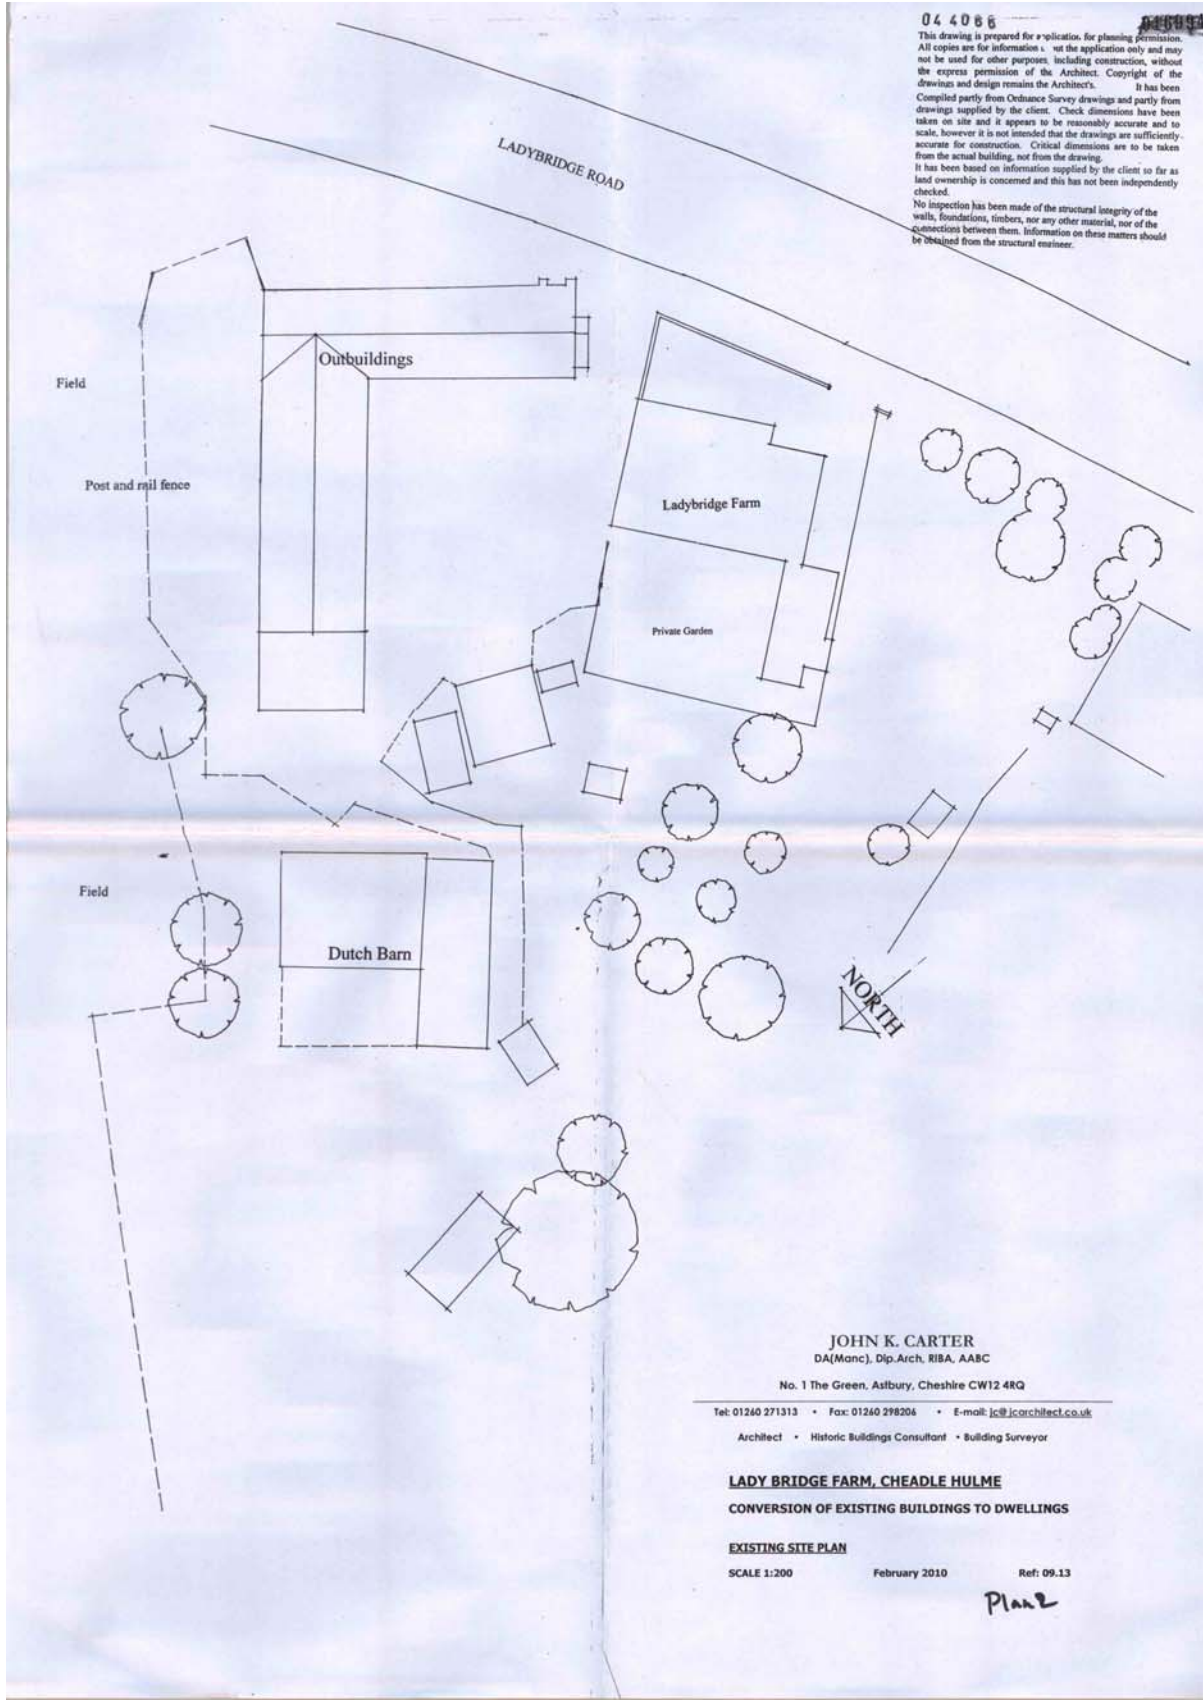 04 4066
This drawing is prepared for application for planning permission.
All copies are for information about the application only and may
not be used for other purposes, including construction, without
the express permission of the Architect. Copyright of the
drawings and design remains the Architect's. It has been
Compiled partly from Ordnance Survey drawings and partly from
drawings supplied by the client. Check dimensions have been
taken on site and it appears to be reasonably accurate and to
scale, however it is not intended that the drawings are sufficiently
accurate for construction. Critical dimensions are to be taken
from the actual building, not from the drawing.
It has been based on information supplied by the client so far as
land ownership is concerned and this has not been independently
checked.
No inspection has been made of the structural integrity of the
walls, foundations, timbers, nor any other material, nor of the
connections between them. Information on these matters should
be obtained from the structural engineer.
LADYBRIDGE ROAD
Outbuildings
Field
Post and rail fence
Ladybridge Farm
Private Garden
Field
Dutch Barn
NORTH
JOHN K. CARTER
DA(Manc), Dip.Arch, RIBA, AABC
No. 1 The Green, Astbury, Cheshire CW12 4RQ
Tel: 01260 271313 • Fax: 01260 298206 • E-mail: jc@jcarchitect.co.uk
Architect • Historic Buildings Consultant • Building Surveyor
LADY BRIDGE FARM, CHEADLE HULME
CONVERSION OF EXISTING BUILDINGS TO DWELLINGS
EXISTING SITE PLAN
SCALE 1:200 February 2010 Ref: 09.13
Plan 2